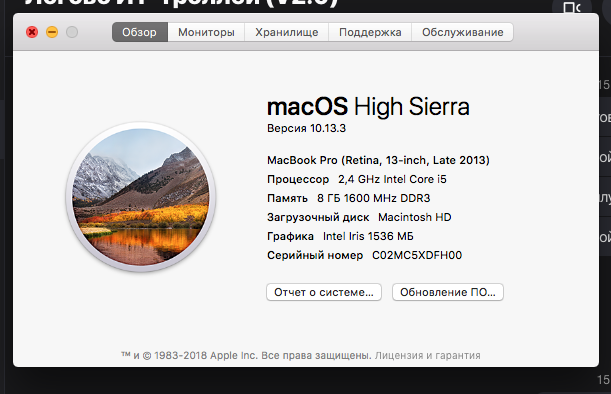 Обзор Мониторы Хранилище Поддержка Обслуживание
macOS High Sierra
Версия 10.13.3
MacBook Pro (Retina, 13-inch, Late 2013)
Процессор 2,4 GHz Intel Core i5
Память 8 ГБ 1600 MHz DDR3
Загрузочный диск Macintosh HD
Графика Intel Iris 1536 МБ
Серийный номер C02MC5XDFH00
Отчет о системе... Обновление ПО...
™ и © 1983-2018 Apple Inc. Все права защищены. Лицензия и гарантия
15